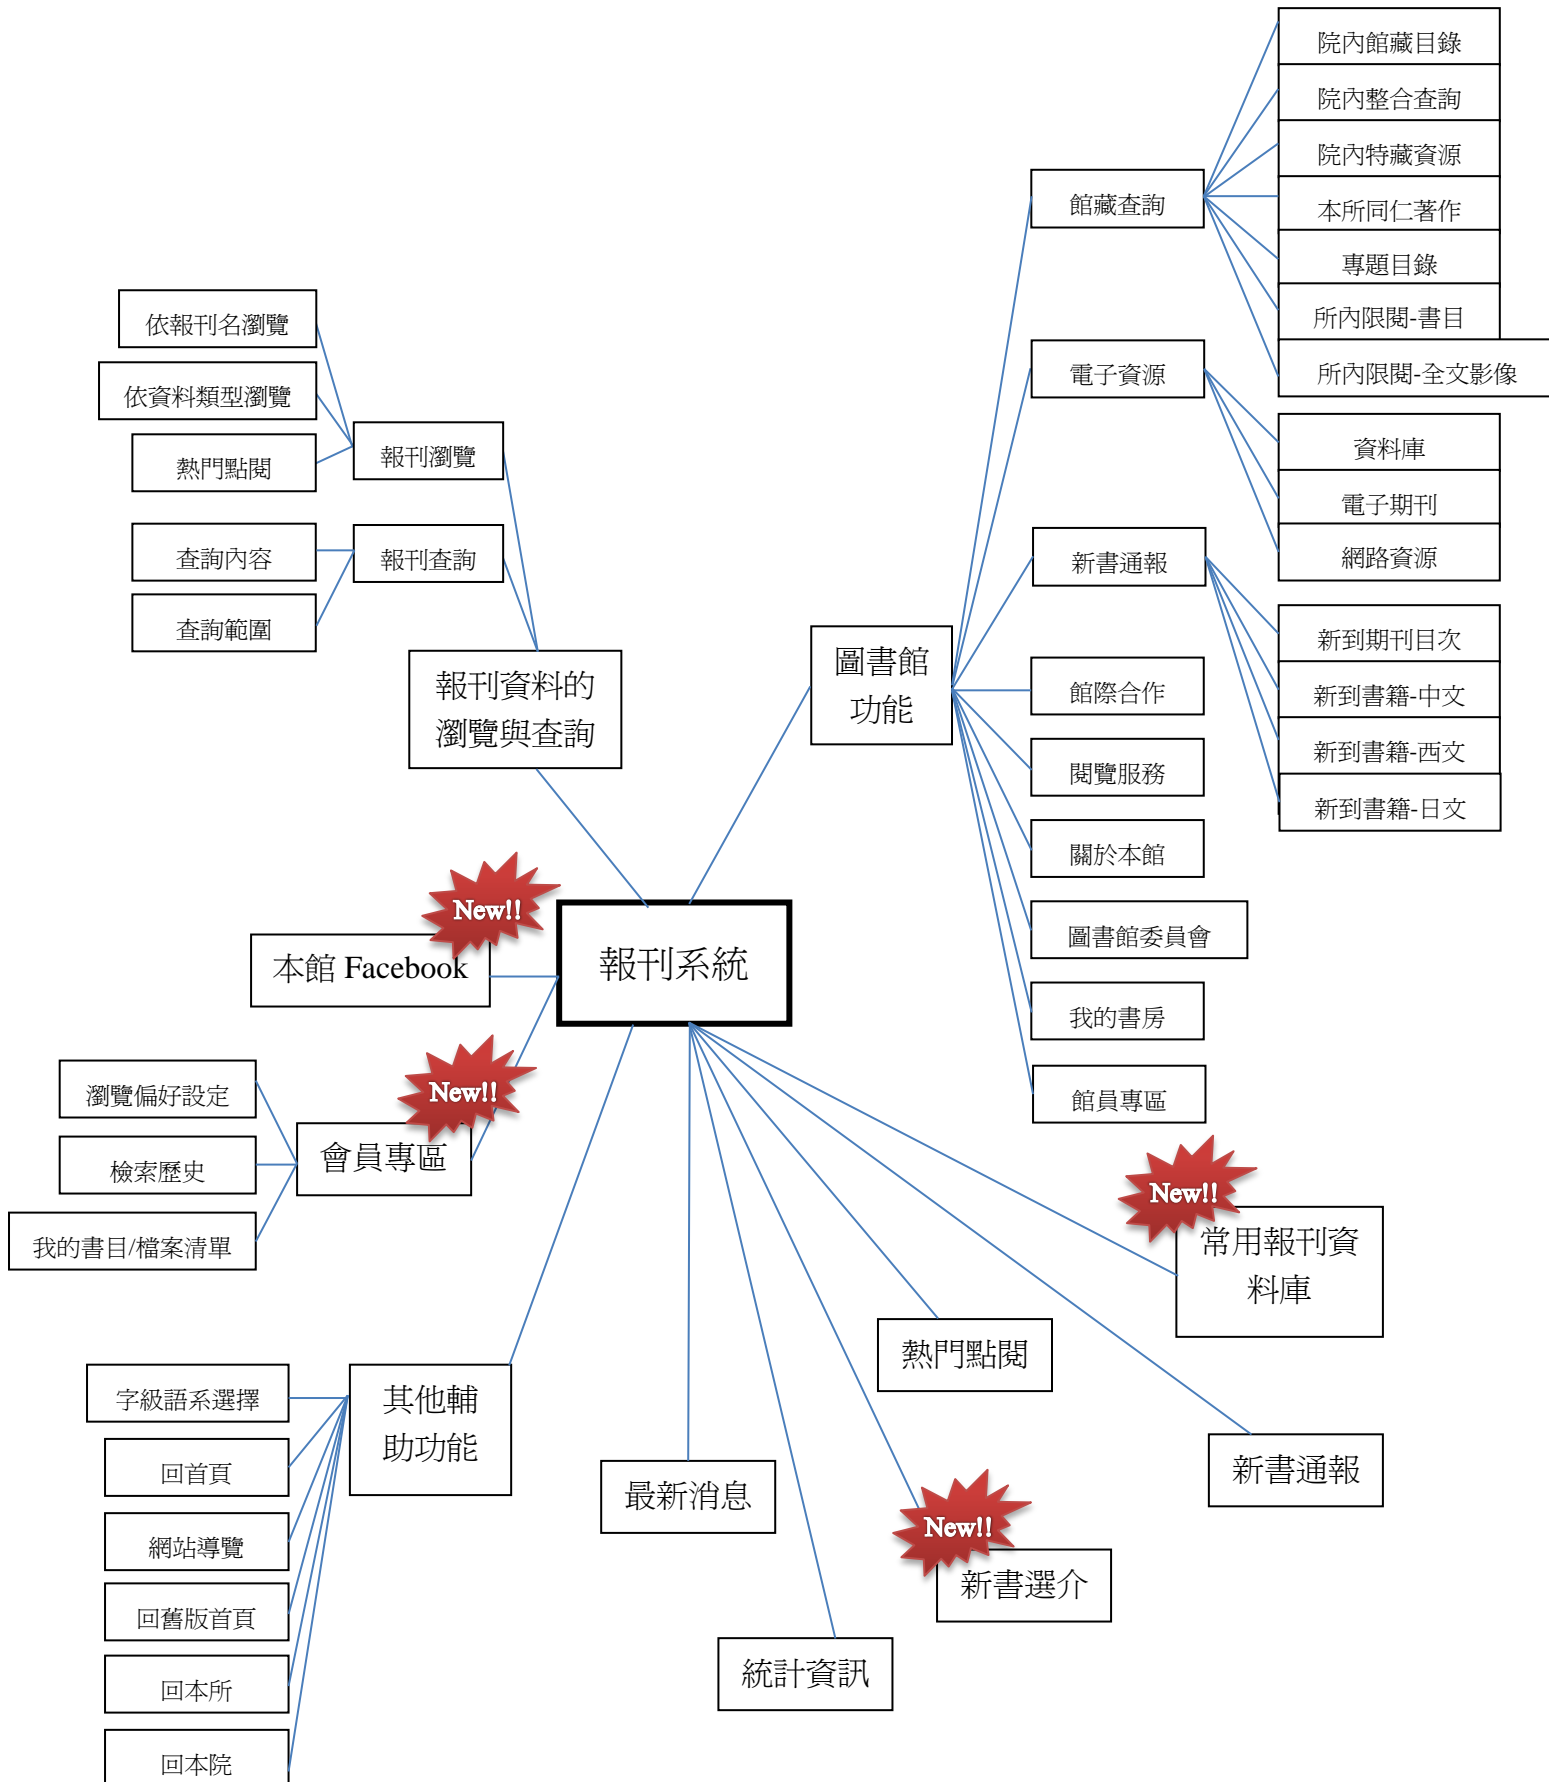 院內館藏目錄
院內整合查詢
院內特藏資源
館藏查詢
本所同仁著作
專題目錄
所內限閱-書目
所內限閱-全文影像
依報刊名瀏覽
依資料類型瀏覽
熱門點閱
報刊瀏覽
查詢內容
報刊查詢
查詢範圍
報刊資料的
瀏覽與查詢
電子資源
資料庫
電子期刊
網路資源
新書通報
新到期刊目次
新到書籍-中文
新到書籍-西文
新到書籍-日文
圖書館
功能
館際合作
閱覽服務
關於本館
圖書館委員會
我的書房
館員專區
New!!
本館 Facebook
報刊系統
New!!
會員專區
瀏覽偏好設定
檢索歷史
我的書目/檔案清單
New!!
常用報刊資
料庫
熱門點閱
新書通報
其他輔
助功能
字級語系選擇
回首頁
網站導覽
回舊版首頁
回本所
回本院
最新消息
New!!
新書選介
統計資訊